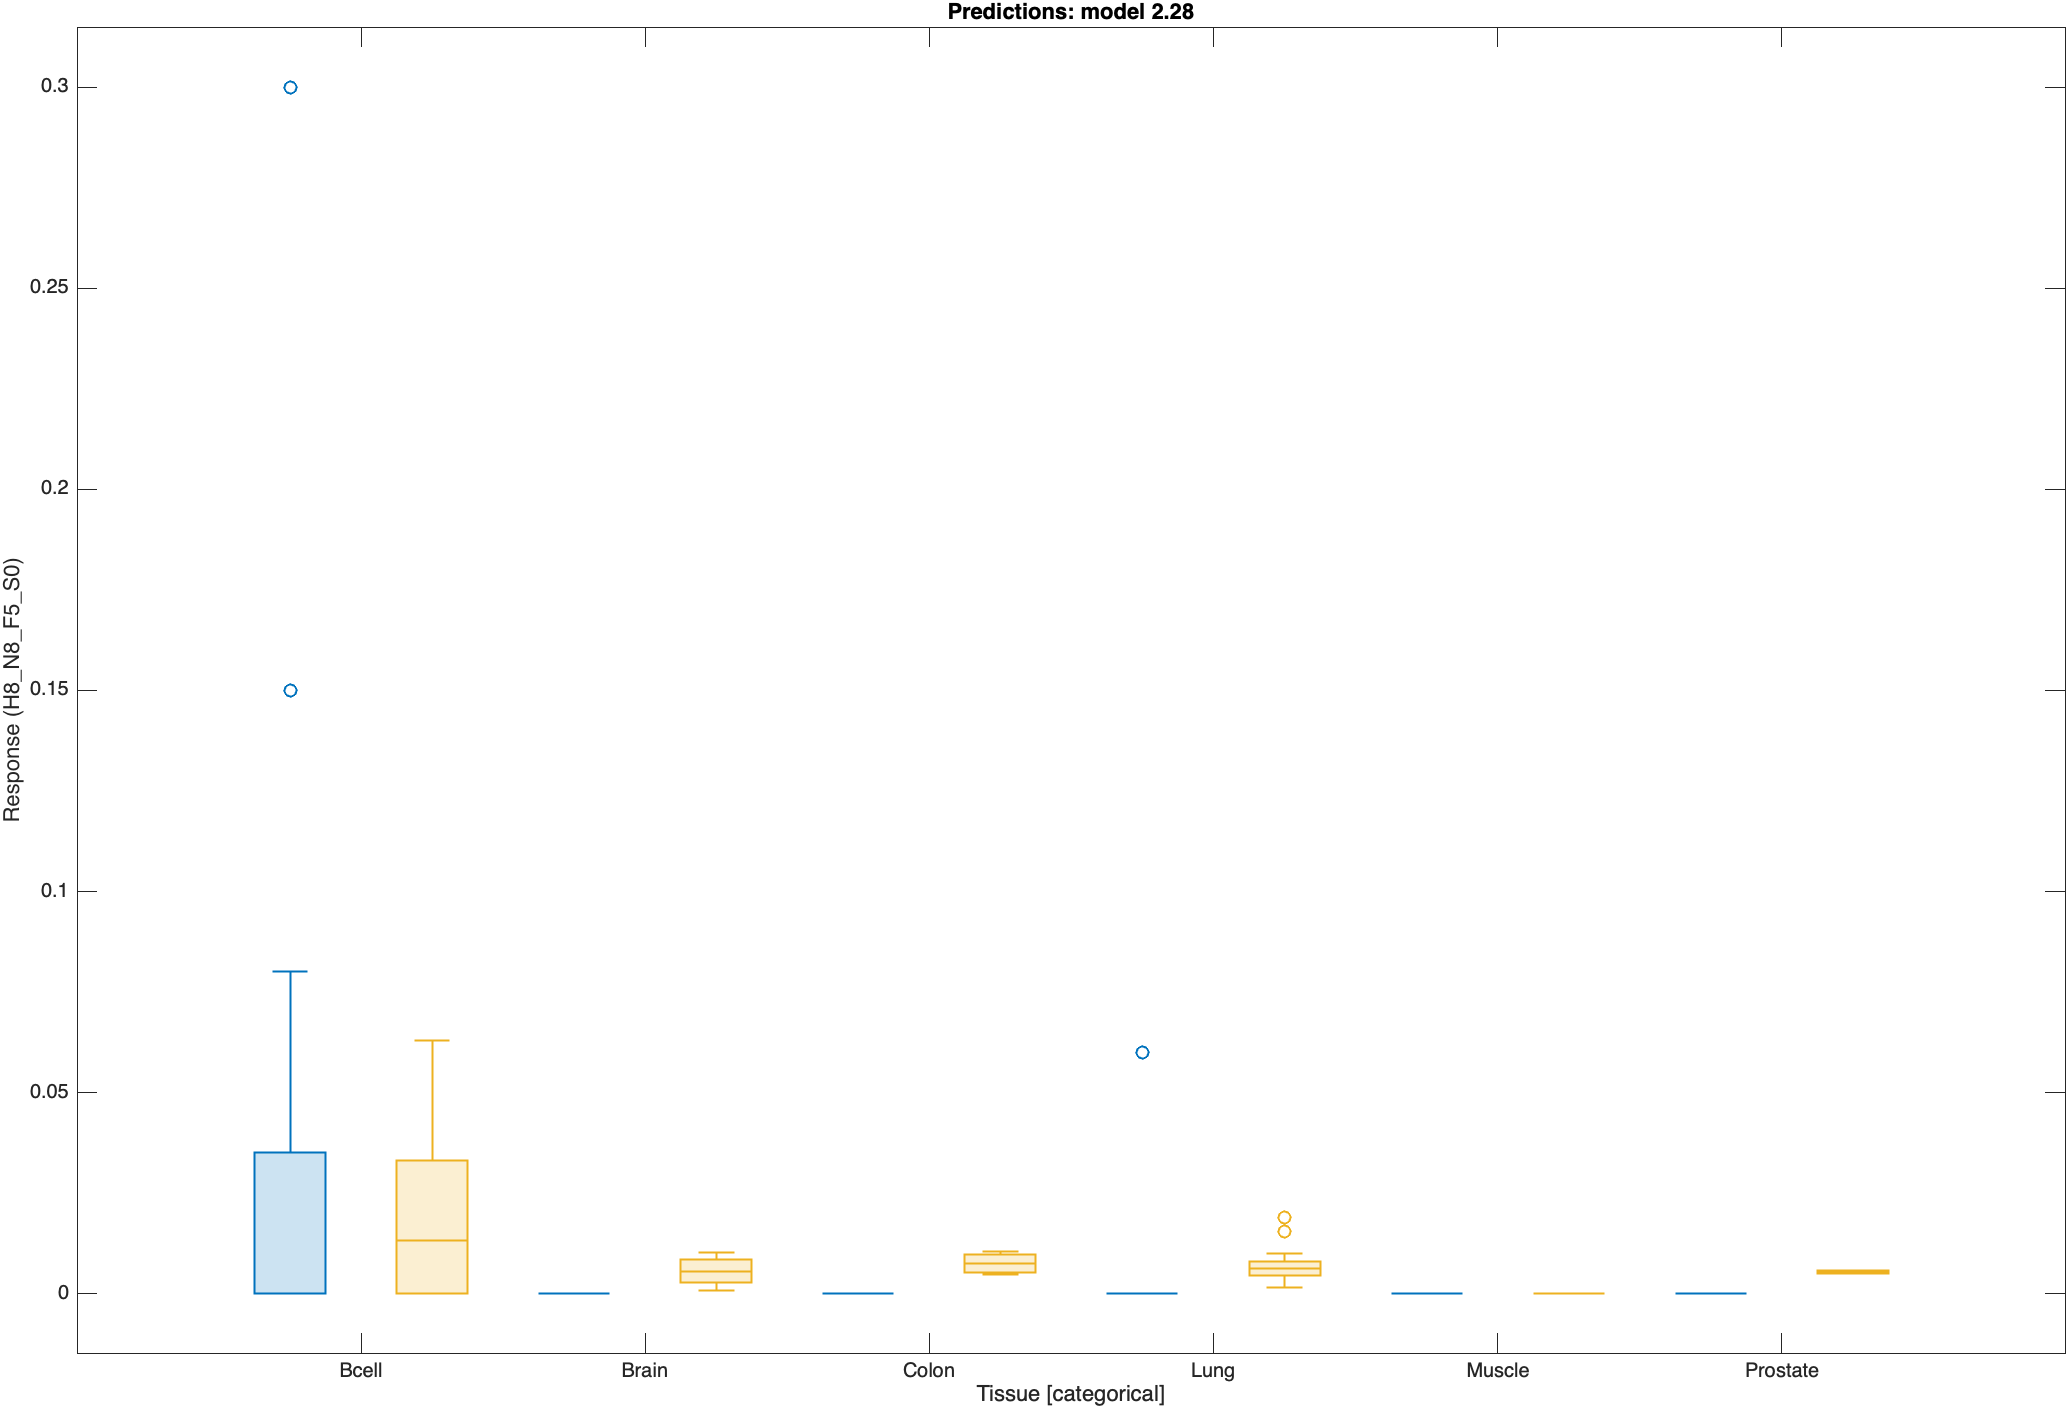 Predictions: model 2.28
0.3
0.25
0.2
0.15
0.1
0.05
0
Response (H8_N8_F5_S0)
Bcell Brain Colon Lung Muscle Prostate
Tissue [categorical]